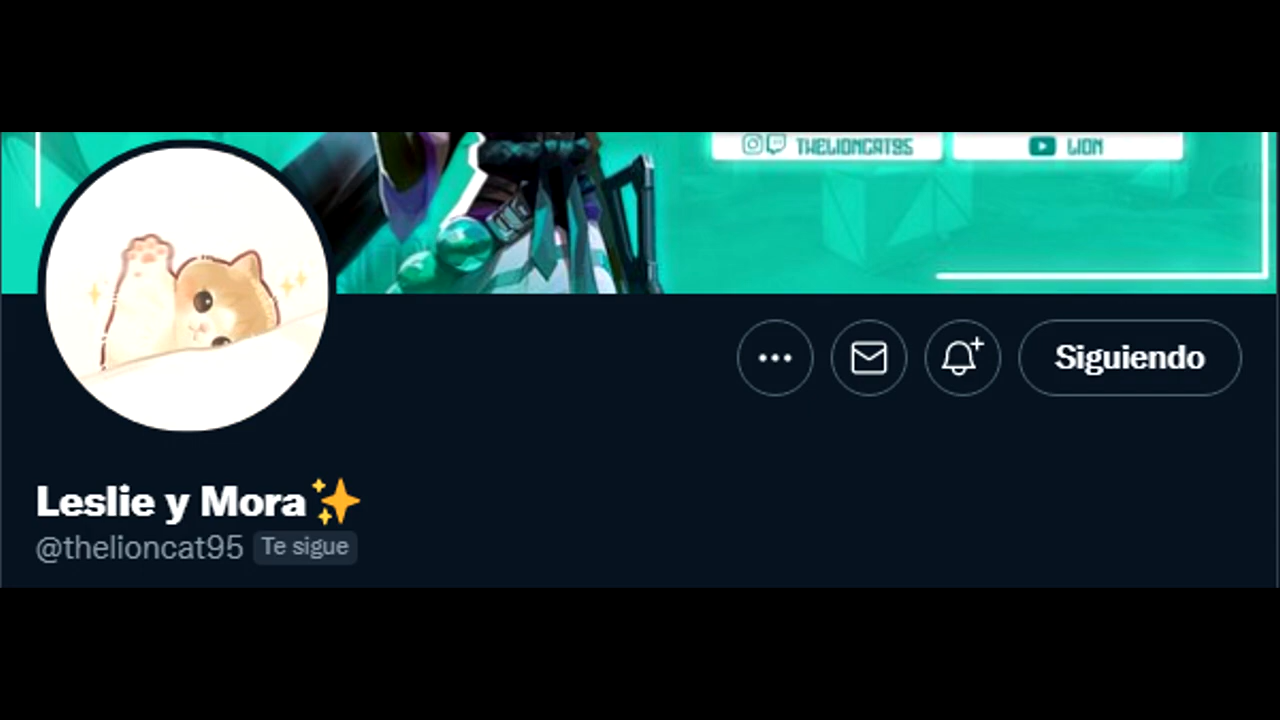 THELIONCAT95
LION
Siguiendo
Leslie y Mora✨
@thelioncat95 Te sigue